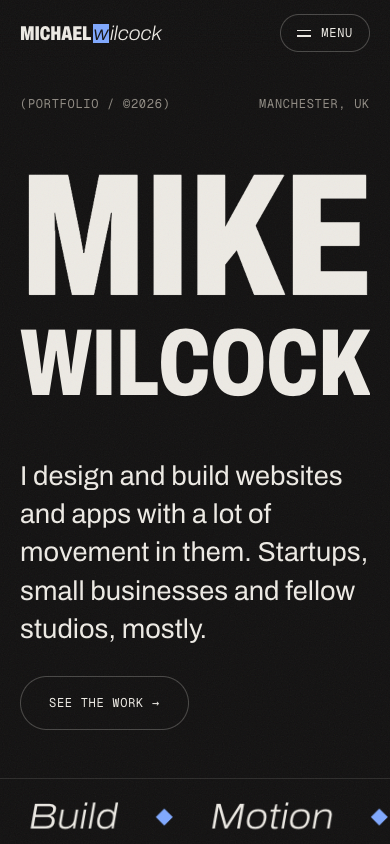 MICHAELwilcock
MENU
(PORTFOLIO / ©2026)
MANCHESTER, UK
MIKE
WILCOCK
I design and build websites
and apps with a lot of
movement in them. Startups,
small businesses and fellow
studios, mostly.
SEE THE WORK →
Build ◆ Motion ◆